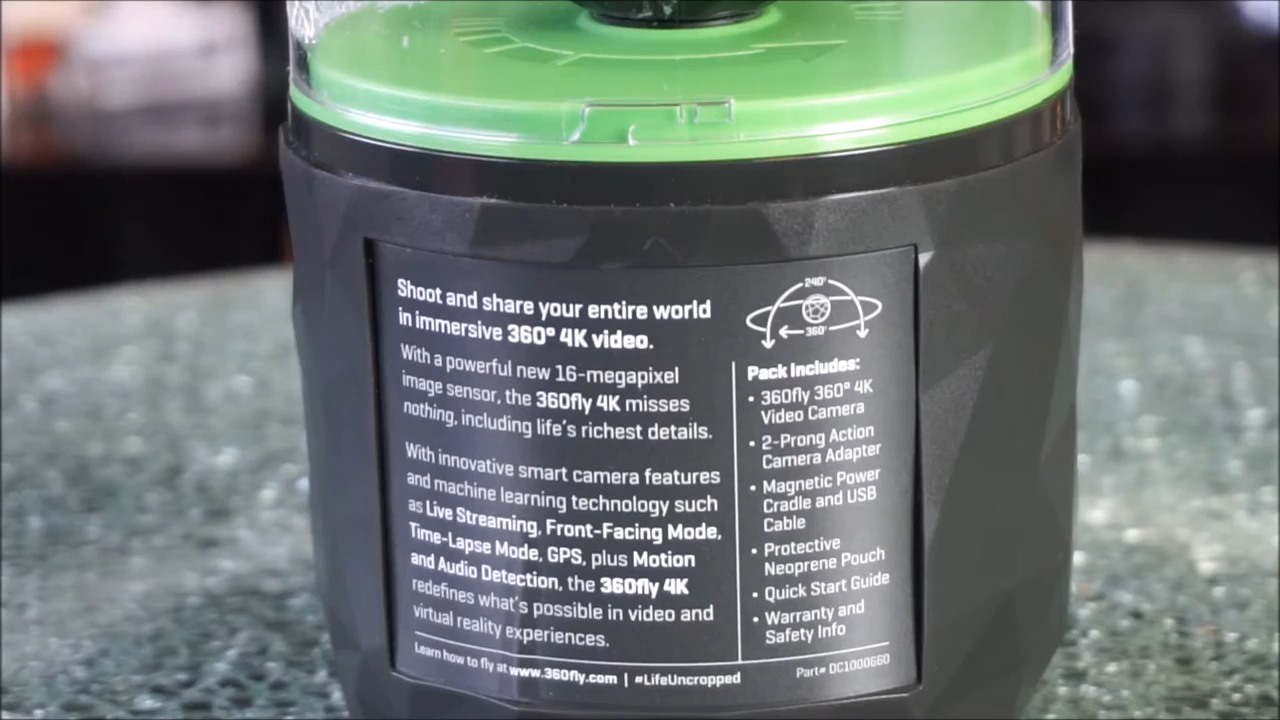 Shoot and share your entire world
in immersive 360° 4K video.
With a powerful new 16-megapixel
image sensor, the 360fly 4K misses
nothing, including life's richest details.
With innovative smart camera features
and machine learning technology such
as Live Streaming, Front-Facing Mode,
Time-Lapse Mode, GPS, plus Motion
and Audio Detection, the 360fly 4K
redefines what's possible in video and
virtual reality experiences.
240°
360°
Pack Includes:
• 360fly 360° 4K
Video Camera
• 2-Prong Action
Camera Adapter
• Magnetic Power
Cradle and USB
Cable
• Protective
Neoprene Pouch
• Quick Start Guide
• Warranty and
Safety Info
Learn how to fly at www.360fly.com | #LifeUncropped
Part# DC1000660